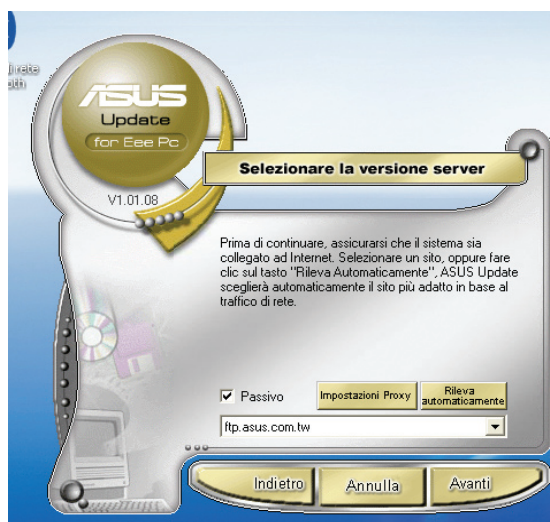 ASUS
Update
for Eee Pc
V1.01.08
Selezionare la versione server
Prima di continuare, assicurarsi che il sistema sia
collegato ad Internet. Selezionare un sito, oppure fare
clic sul tasto "Rileva Automaticamente", ASUS Update
sceglierà automaticamente il sito più adatto in base al
traffico di rete.
Passivo
Impostazioni Proxy
Rileva
automaticamente
ftp.asus.com.tw
Indietro
Annulla
Avanti